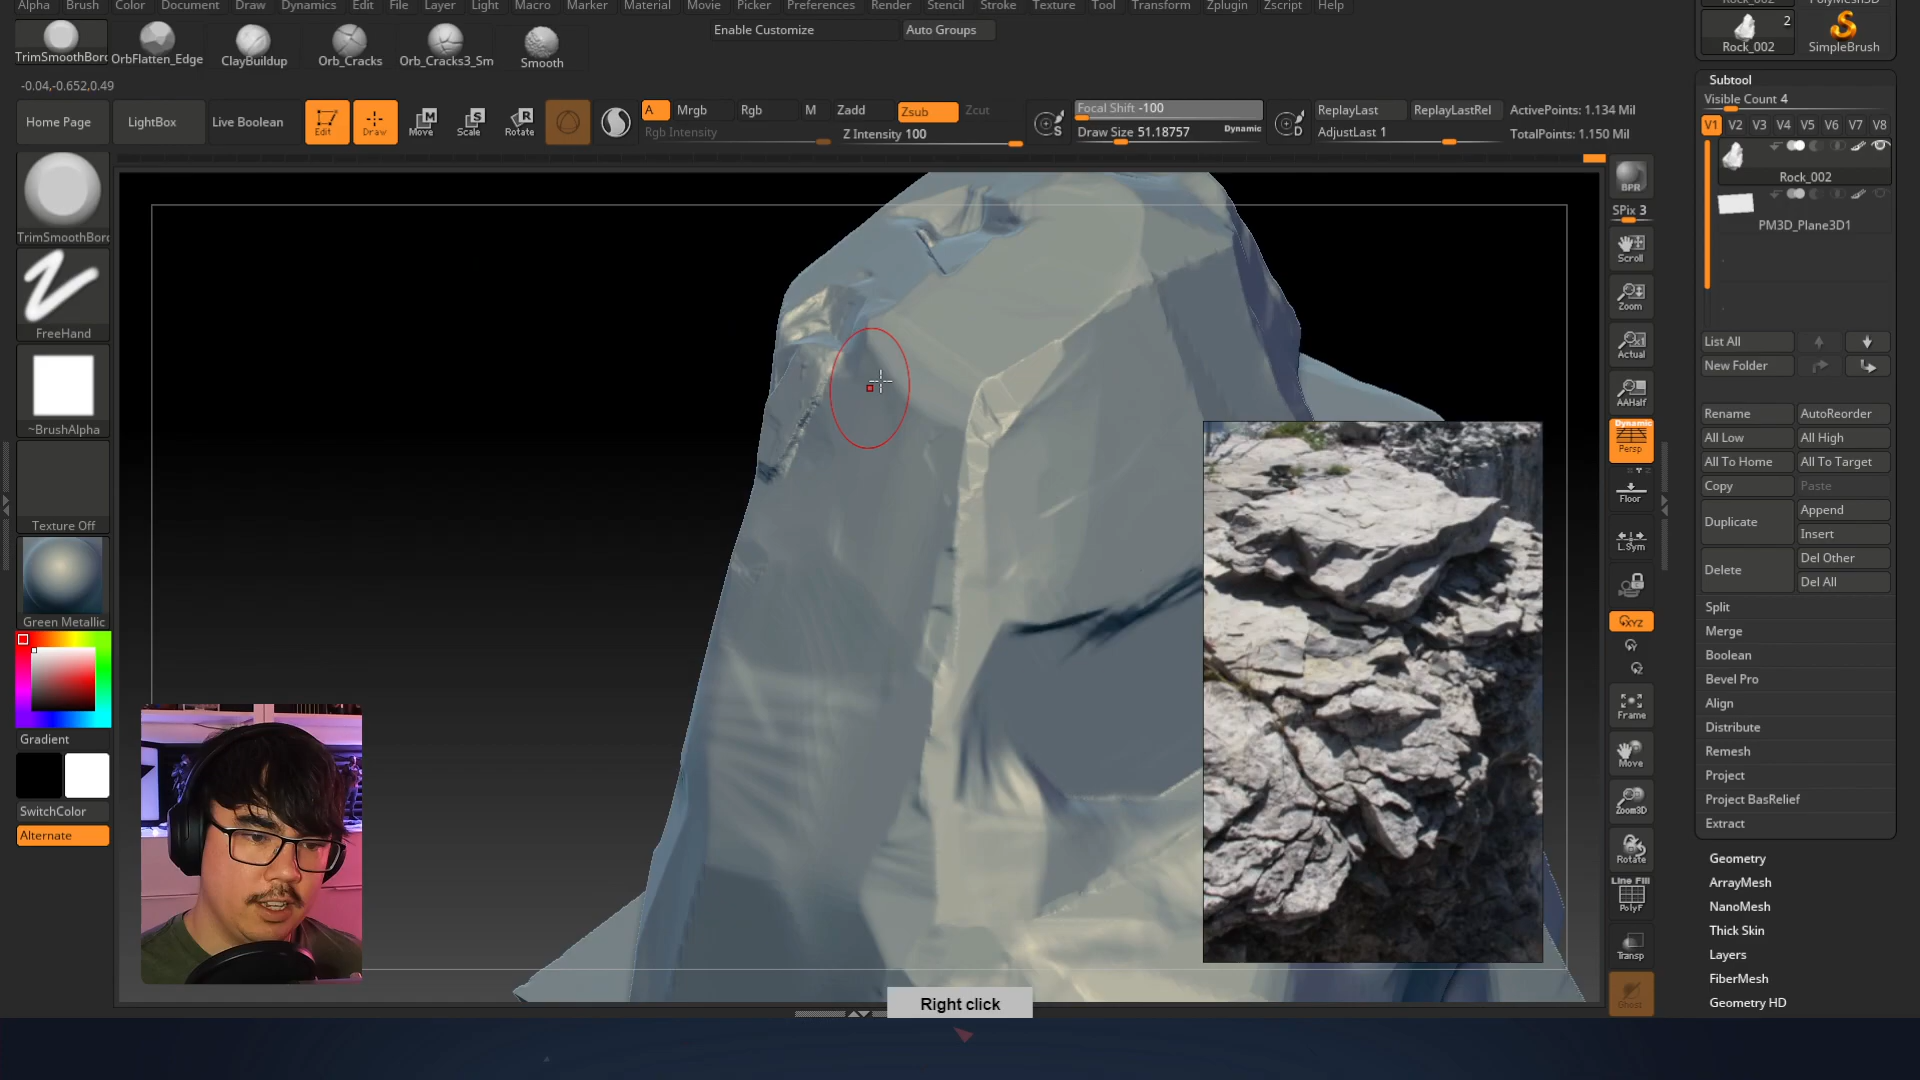 Alpha Brush Color Document Draw Dynamics Edit File Layer Light Macro Marker Material Movie Picker Preferences Render Stencil Stroke Texture Tool Transform Zplugin Zscript Help
Enable Customize Auto Groups
TrimSmoothBorc OrbFlatten_Edge ClayBuildup Orb_Cracks Orb_Cracks3_Sm Smooth
-0.04,-0.652,0.49
Home Page LightBox Live Boolean Edit Draw Move Scale Rotate
A Mrgb Rgb M Zadd Zsub Zcut
Rgb Intensity Z Intensity 100
S Focal Shift -100
Draw Size 51.18757 Dynamic
D ReplayLast ReplayLastRel ActivePoints: 1.134 Mil
AdjustLast 1 TotalPoints: 1.150 Mil
TrimSmoothBorc
FreeHand
~BrushAlpha
Texture Off
Green Metallic
Gradient
SwitchColor
Alternate
Right click
BPR
SPix 3
Scroll
Zoom
Actual
AAHalf
Dynamic
Persp
Floor
L.Sym
XYZ
Frame
Move
Zoom3D
Rotate
Line Fill
PolyF
Transp
Ghost
2
Rock_002 SimpleBrush
Subtool
Visible Count 4
V1 V2 V3 V4 V5 V6 V7 V8
Rock_002
PM3D_Plane3D1
List All
New Folder
Rename AutoReorder
All Low All High
All To Home All To Target
Copy Paste
Duplicate Append
Insert
Delete Del Other
Del All
Split
Merge
Boolean
Bevel Pro
Align
Distribute
Remesh
Project
Project BasRelief
Extract
Geometry
ArrayMesh
NanoMesh
Thick Skin
Layers
FiberMesh
Geometry HD